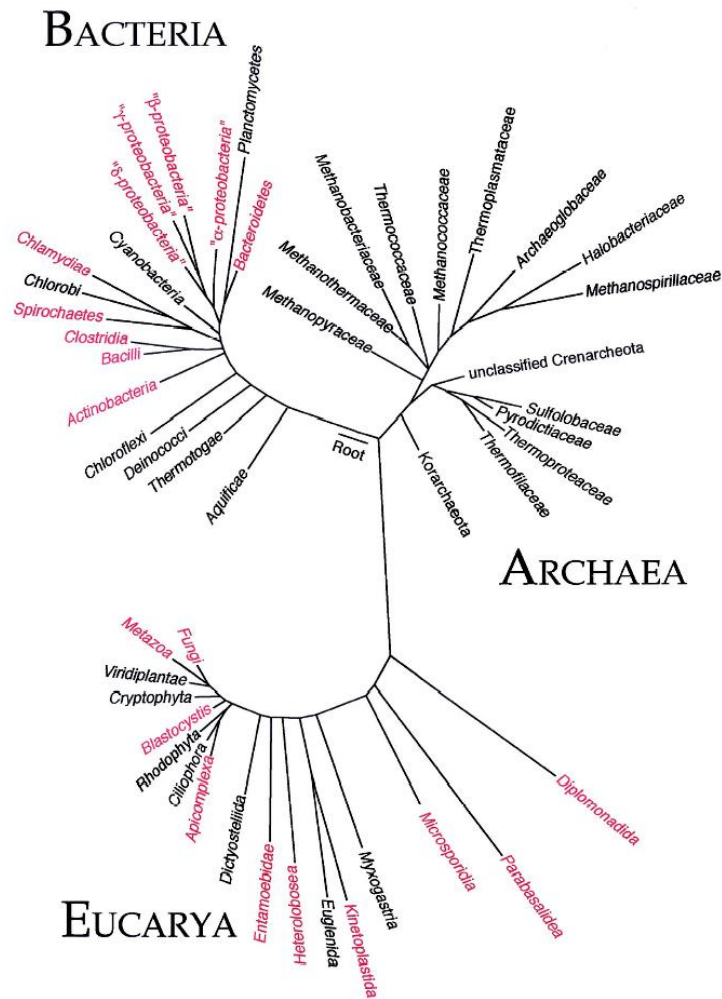 BACTERIA
Planctomycetes
"β-proteobacteria"
"γ-proteobacteria"
"α-proteobacteria"
"δ-proteobacteria"
Bacteroidetes
Cyanobacteria
Chlamydiae
Chlorobi
Spirochaetes
Clostridia
Bacilli
Actinobacteria
Chloroflexi
Deinococci
Thermotogae
Aquificae
Root
Methanobacteriaceae
Thermococcaceae
Methanococcaceae
Thermoplasmataceae
Archaeoglobaceae
Halobacteriaceae
Methanospirillaceae
Methanothermaceae
Methanopyraceae
unclassified Crenarcheota
Sulfolobaceae
Pyrodictiaceae
Thermoproteaceae
Thermofilaceae
Korarchaeota
ARCHAEA
Metazoa
Fungi
Viridiplantae
Cryptophyta
Blastocystis
Rhodophyta
Ciliophora
Apicomplexa
Dictyosteliida
Entamoebidae
Heterolobosea
Euglenida
Kinetoplastida
Myxogastria
Microsporidia
Parabasalidea
Diplomonadida
EUCARYA